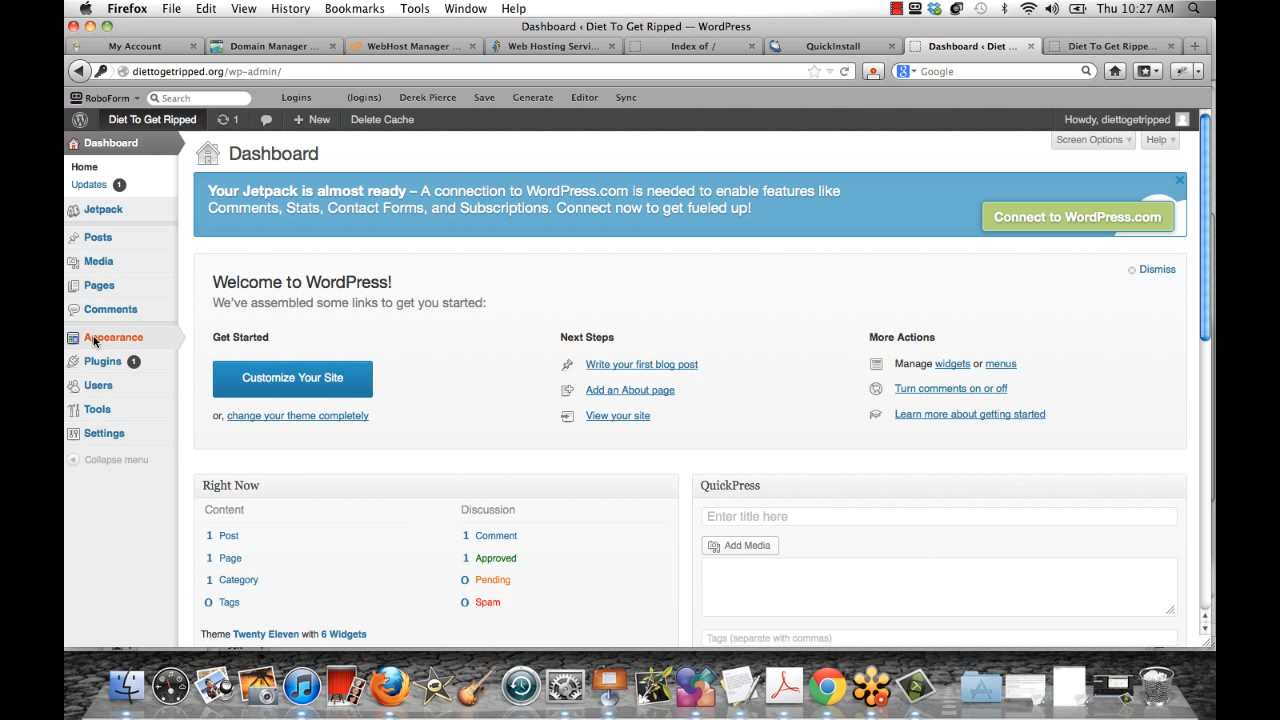 Firefox File Edit View History Bookmarks Tools Window Help Thu 10:27 AM
Dashboard ‹ Diet To Get Ripped — WordPress
My Account Domain Manager ... WebHost Manager ... Web Hosting Servi... Index of / QuickInstall Dashboard ‹ Diet ... Diet To Get Rippe...
diettogetripped.org/wp-admin/ Google
RoboForm Search Logins (logins) Derek Pierce Save Generate Editor Sync
Diet To Get Ripped 1 + New Delete Cache Howdy, diettogetripped
Dashboard
Home
Updates 1
Jetpack
Posts
Media
Pages
Comments
Appearance
Plugins 1
Users
Tools
Settings
Collapse menu
Screen Options Help
Dashboard
Your Jetpack is almost ready – A connection to WordPress.com is needed to enable features like
Comments, Stats, Contact Forms, and Subscriptions. Connect now to get fueled up!
Connect to WordPress.com
Welcome to WordPress!
We've assembled some links to get you started:
Dismiss
Get Started
Customize Your Site
or, change your theme completely
Next Steps
Write your first blog post
Add an About page
View your site
More Actions
Manage widgets or menus
Turn comments on or off
Learn more about getting started
Right Now
Content Discussion
1 Post 1 Comment
1 Page 1 Approved
1 Category 0 Pending
0 Tags 0 Spam
Theme Twenty Eleven with 6 Widgets
QuickPress
Enter title here
Add Media
Tags (separate with commas)